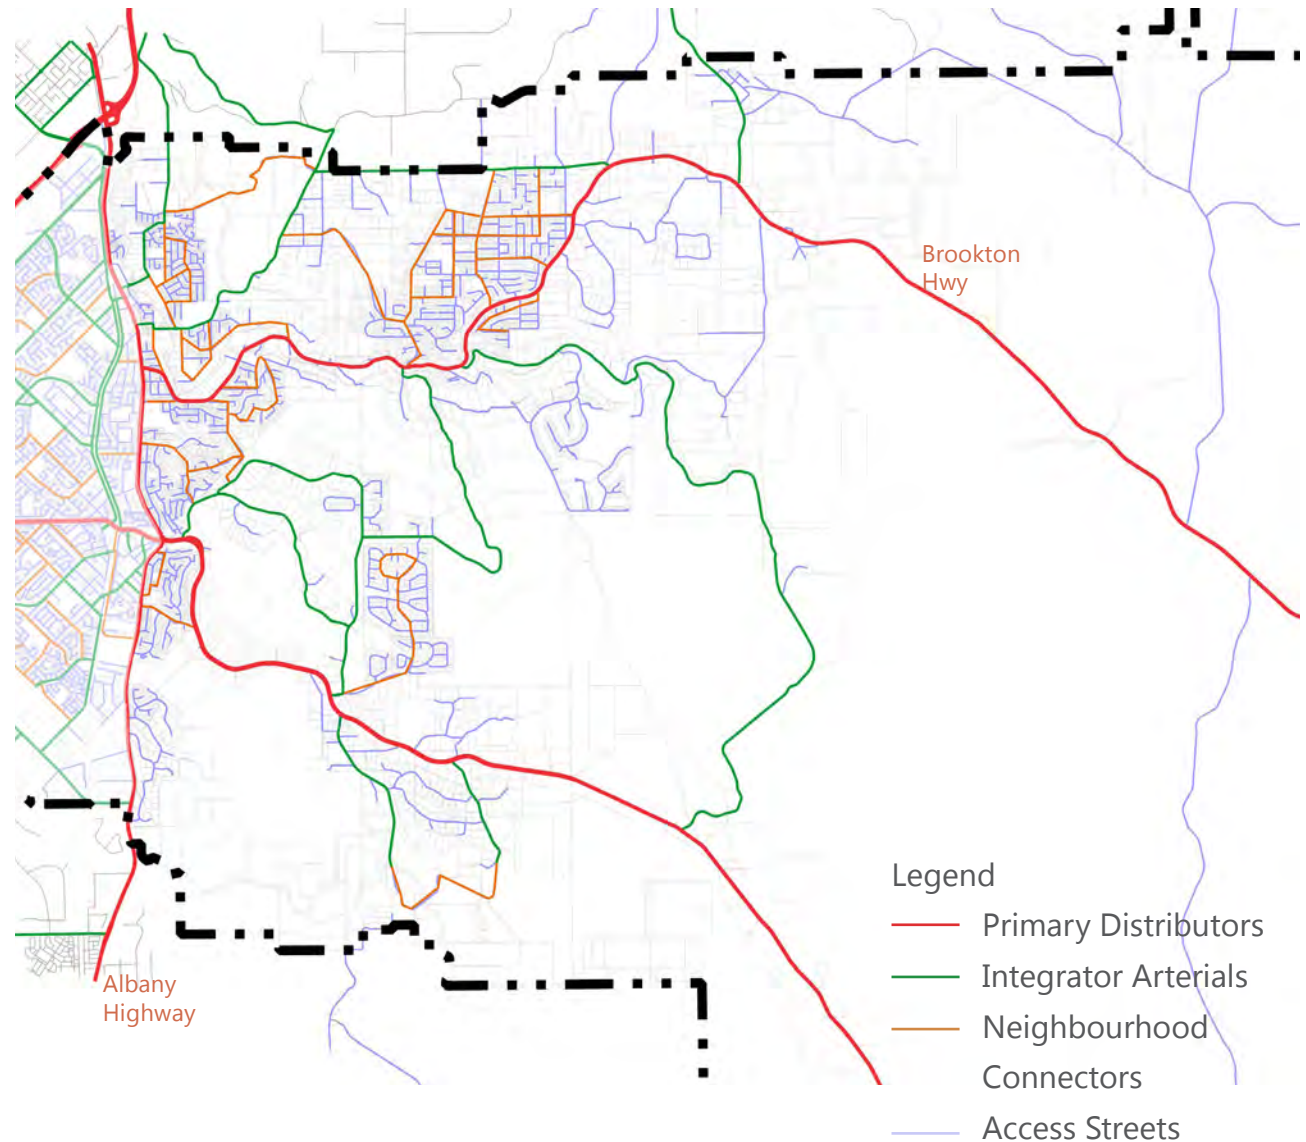 Brookton
Hwy
Legend
Primary Distributors
Integrator Arterials
Neighbourhood
Connectors
Access Streets
Albany
Highway